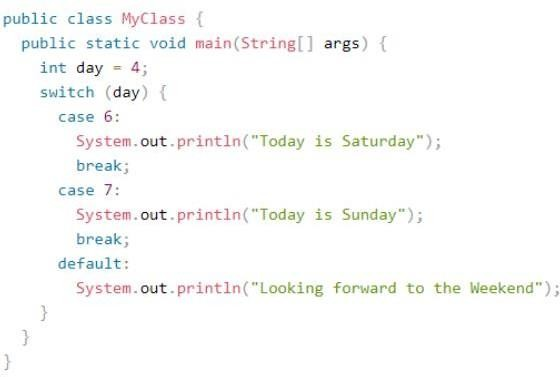 public class MyClass {
  public static void main(String[] args) {
    int day = 4;
    switch (day) {
      case 6:
        System.out.println("Today is Saturday");
        break;
      case 7:
        System.out.println("Today is Sunday");
        break;
      default:
        System.out.println("Looking forward to the Weekend");
    }
  }
}